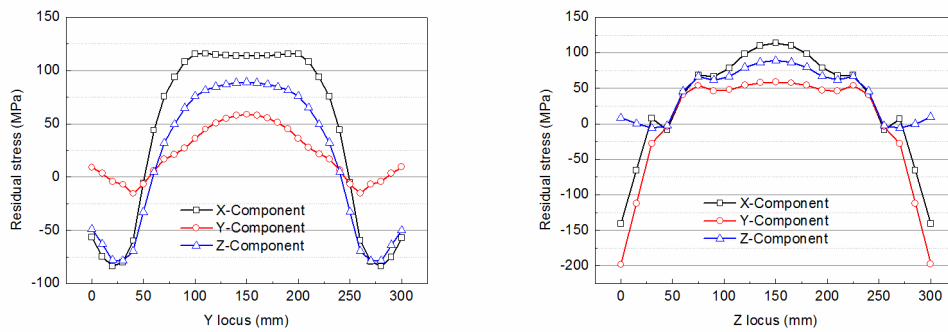 150
100
50
0
-50
-100
Residual stress (MPa)
X-Component
Y-Component
Z-Component
0 50 100 150 200 250 300
Y locus (mm)
150
100
50
0
-50
-100
-150
-200
Residual stress (MPa)
X-Component
Y-Component
Z-Component
0 50 100 150 200 250 300
Z locus (mm)